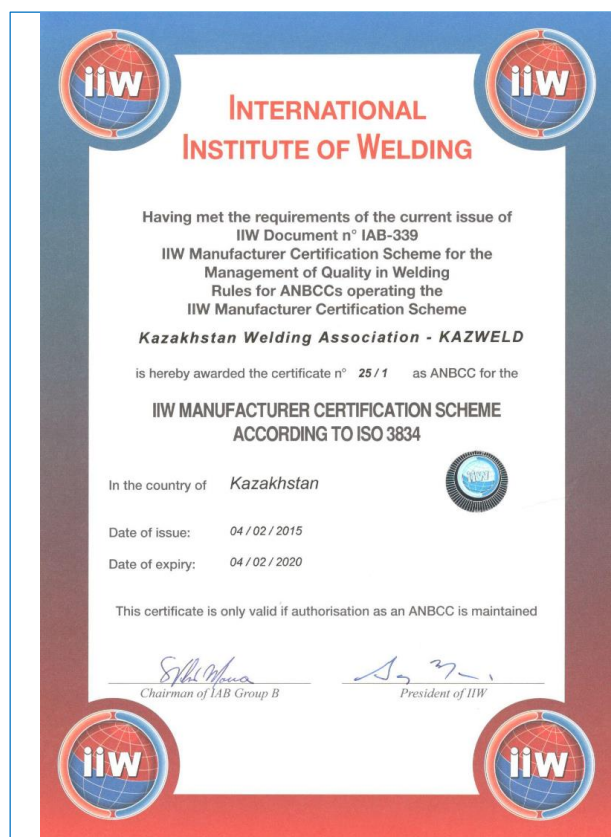 iiw
iiw
INTERNATIONAL
INSTITUTE OF WELDING
Having met the requirements of the current issue of
IIW Document n° IAB-339
IIW Manufacturer Certification Scheme for the
Management of Quality in Welding
Rules for ANBCCs operating the
IIW Manufacturer Certification Scheme
Kazakhstan Welding Association - KAZWELD
is hereby awarded the certificate n° 25 / 1 as ANBCC for the
IIW MANUFACTURER CERTIFICATION SCHEME
ACCORDING TO ISO 3834
In the country of Kazakhstan
iiw
Date of issue: 04 / 02 / 2015
Date of expiry: 04 / 02 / 2020
This certificate is only valid if authorisation as an ANBCC is maintained
Chairman of IAB Group B President of IIW
iiw
iiw